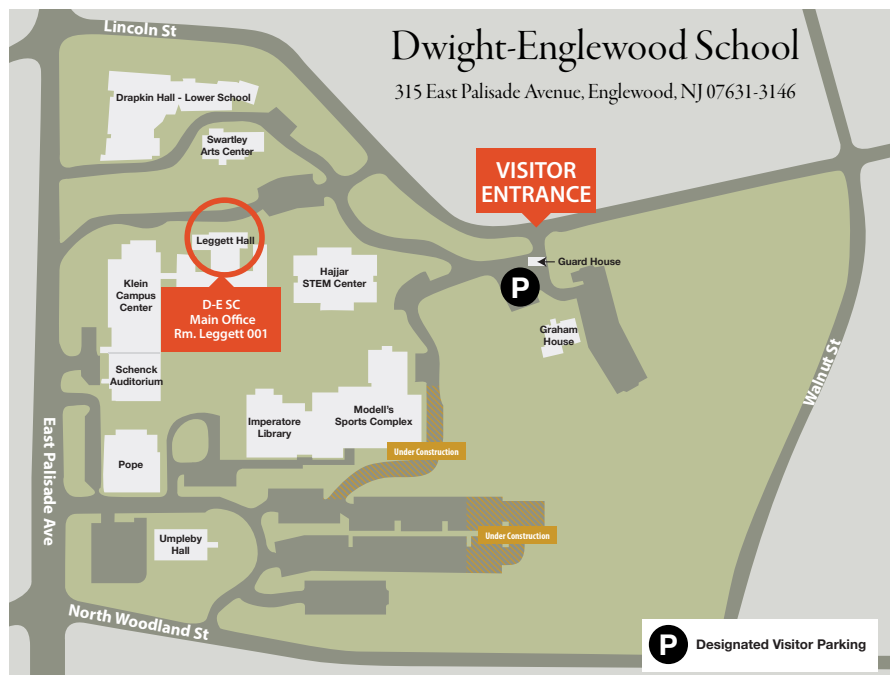 Lincoln St
Dwight-Englewood School
315 East Palisade Avenue, Englewood, NJ 07631-3146
Drapkin Hall - Lower School
Swartley
Arts Center
VISITOR
ENTRANCE
Leggett Hall
Guard House
Klein
Campus
Center
Hajjar
STEM Center
P
D-E SC
Main Office
Rm. Leggett 001
Graham
House
Schenck
Auditorium
Walnut St
Imperatore
Library
Modell's
Sports Complex
East Palisade Ave
Pope
Under Construction
Under Construction
Umpleby
Hall
North Woodland St
P
Designated Visitor Parking